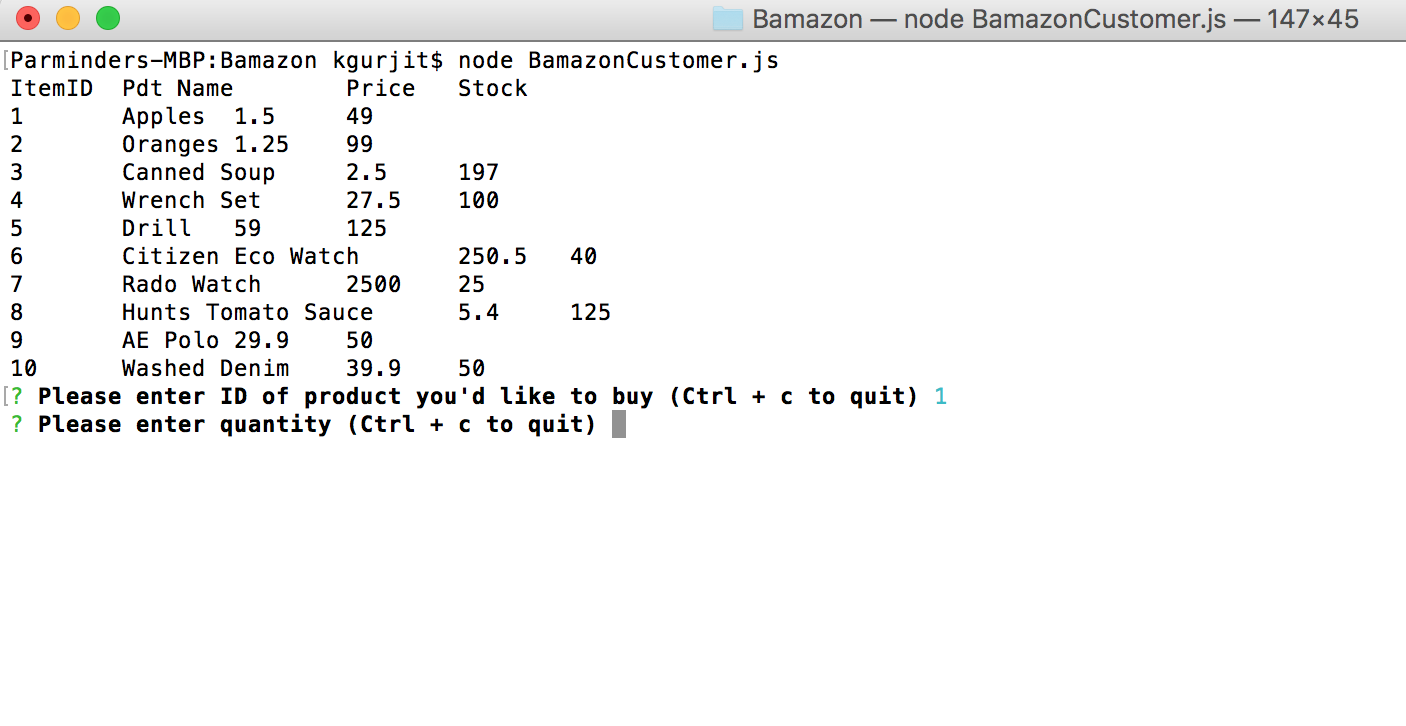 Bamazon — node BamazonCustomer.js — 147×45
[Parminders-MBP:Bamazon kgurjit$ node BamazonCustomer.js
ItemID  Pdt Name        Price   Stock
1       Apples  1.5     49
2       Oranges 1.25    99
3       Canned Soup     2.5     197
4       Wrench Set      27.5    100
5       Drill   59      125
6       Citizen Eco Watch       250.5   40
7       Rado Watch      2500    25
8       Hunts Tomato Sauce      5.4     125
9       AE Polo 29.9    50
10      Washed Denim    39.9    50
[? Please enter ID of product you'd like to buy (Ctrl + c to quit) 1
? Please enter quantity (Ctrl + c to quit)